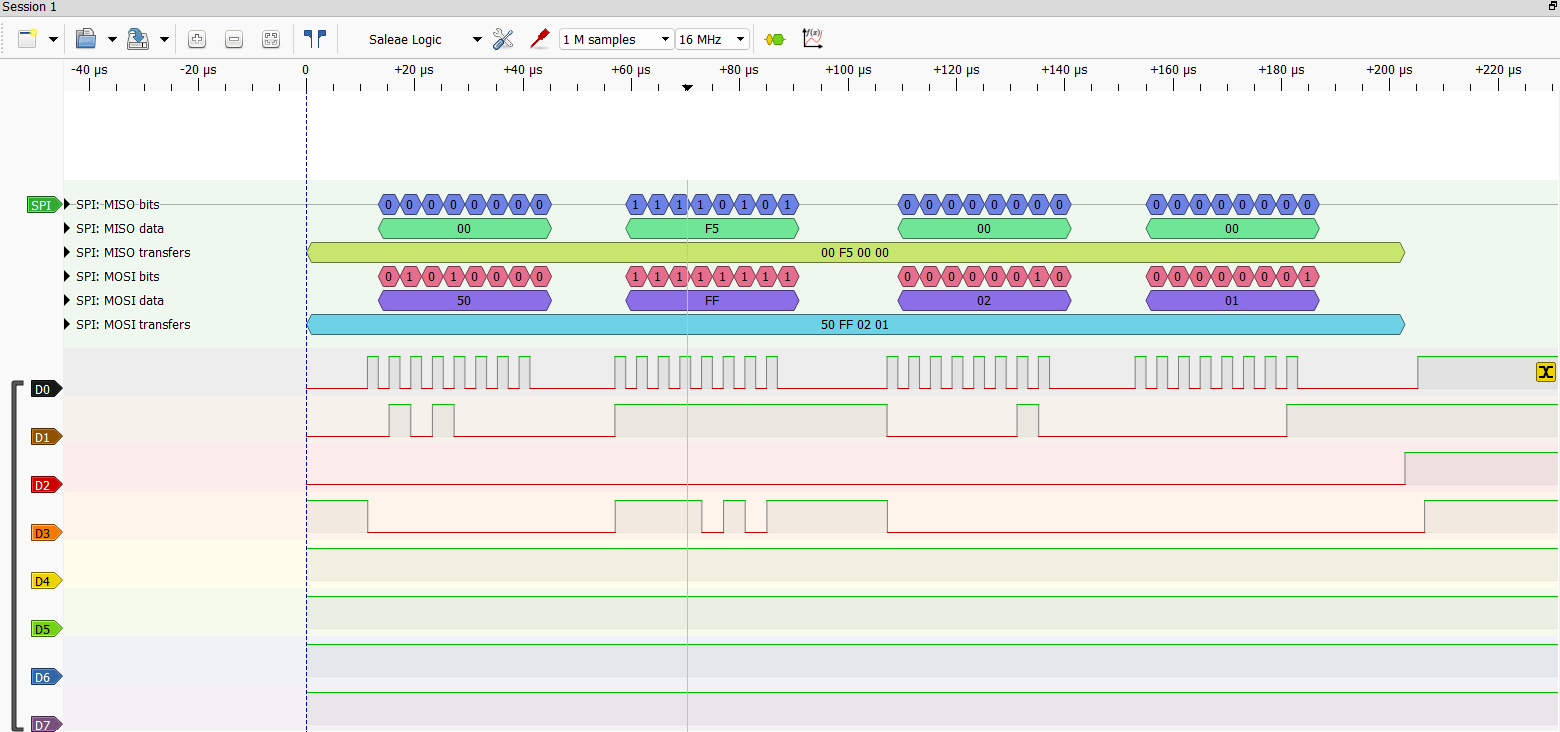 Session 1
Saleae Logic 1 M samples 16 MHz f(x)
-40 µs -20 µs 0 +20 µs +40 µs +60 µs +80 µs +100 µs +120 µs +140 µs +160 µs +180 µs +200 µs +220 µs
SPI SPI: MISO bits 0 0 0 0 0 0 0 0 1 1 1 1 0 1 0 1 0 0 0 0 0 0 0 0 0 0 0 0 0 0 0 0
SPI: MISO data 00 F5 00 00
SPI: MISO transfers 00 F5 00 00
SPI: MOSI bits 0 1 0 1 0 0 0 0 1 1 1 1 1 1 1 1 0 0 0 0 0 0 1 0 0 0 0 0 0 0 0 1
SPI: MOSI data 50 FF 02 01
SPI: MOSI transfers 50 FF 02 01
D0
D1
D2
D3
D4
D5
D6
D7